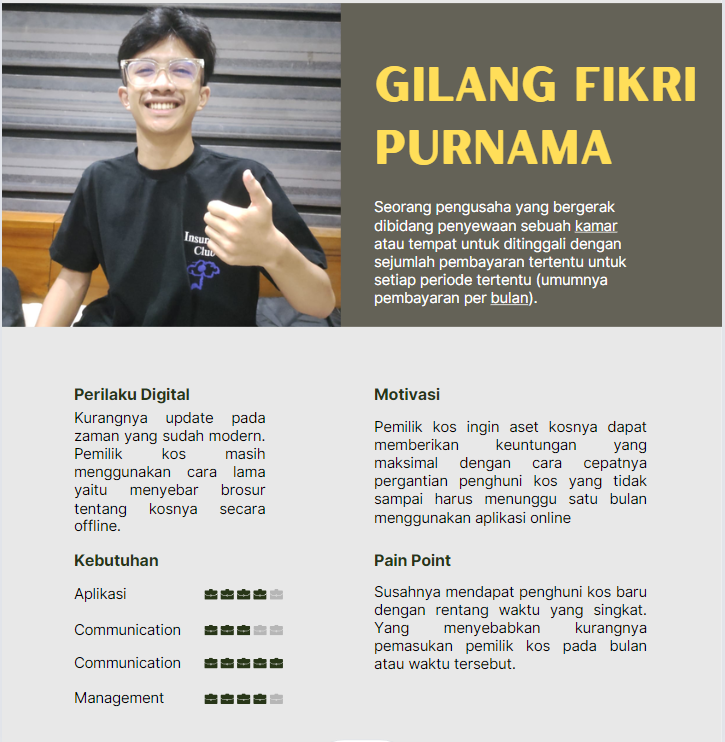 GILANG FIKRI
PURNAMA
Seorang pengusaha yang bergerak
dibidang penyewaan sebuah kamar
atau tempat untuk ditinggali dengan
sejumlah pembayaran tertentu untuk
setiap periode tertentu (umumnya
pembayaran per bulan).
Club
Perilaku Digital
Kurangnya update pada
zaman yang sudah modern.
Pemilik kos masih
menggunakan cara lama
yaitu menyebar brosur
tentang kosnya secara
offline.
Motivasi
Pemilik kos ingin aset kosnya dapat
memberikan keuntungan yang
maksimal dengan cara cepatnya
pergantian penghuni kos yang tidak
sampai harus menunggu satu bulan
menggunakan aplikasi online
Kebutuhan
Aplikasi
Communication
Communication
Management
Pain Point
Susahnya mendapat penghuni kos baru
dengan rentang waktu yang singkat.
Yang menyebabkan kurangnya
pemasukan pemilik kos pada bulan
atau waktu tersebut.